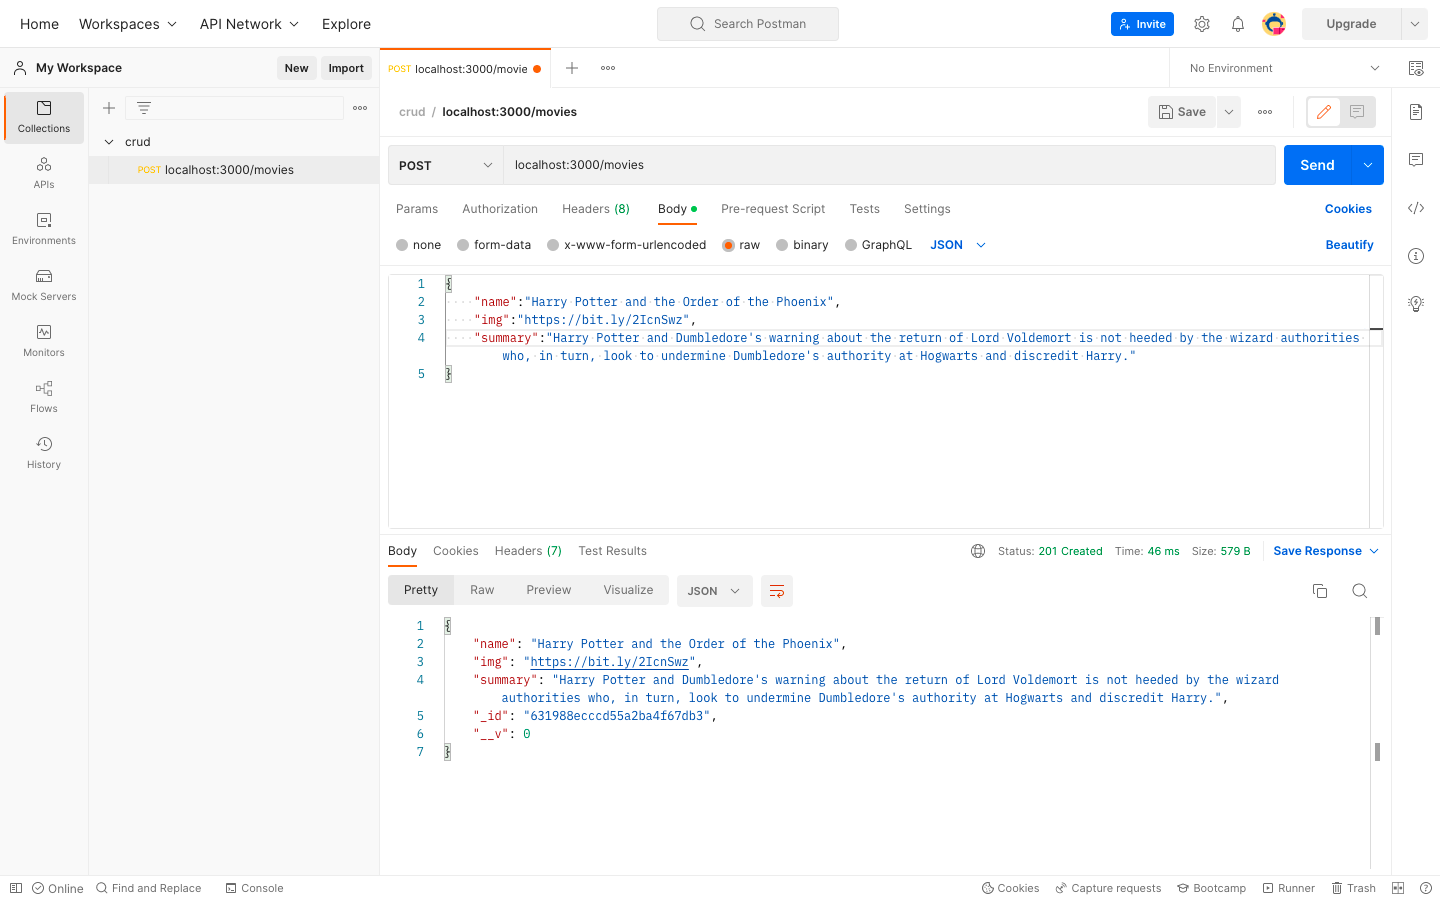 Home Workspaces API Network Explore Search Postman Invite Upgrade
My Workspace New Import POST localhost:3000/movie No Environment
crud / localhost:3000/movies Save
Collections
APIs
Environments
Mock Servers
Monitors
Flows
History
crud
POST localhost:3000/movies
POST localhost:3000/movies Send
Params Authorization Headers (8) Body Pre-request Script Tests Settings Cookies
none form-data x-www-form-urlencoded raw binary GraphQL JSON Beautify
1 {
2 "name":"Harry Potter and the Order of the Phoenix",
3 "img":"https://bit.ly/2IcnSwz",
4 "summary":"Harry Potter and Dumbledore's warning about the return of Lord Voldemort is not heeded by the wizard authorities
who, in turn, look to undermine Dumbledore's authority at Hogwarts and discredit Harry."
5 }
Body Cookies Headers (7) Test Results Status: 201 Created Time: 46 ms Size: 579 B Save Response
Pretty Raw Preview Visualize JSON
1 {
2 "name": "Harry Potter and the Order of the Phoenix",
3 "img": "https://bit.ly/2IcnSwz",
4 "summary": "Harry Potter and Dumbledore's warning about the return of Lord Voldemort is not heeded by the wizard
authorities who, in turn, look to undermine Dumbledore's authority at Hogwarts and discredit Harry.",
5 "_id": "631988ecccd55a2ba4f67db3",
6 "__v": 0
7 }
Online Find and Replace Console Cookies Capture requests Bootcamp Runner Trash